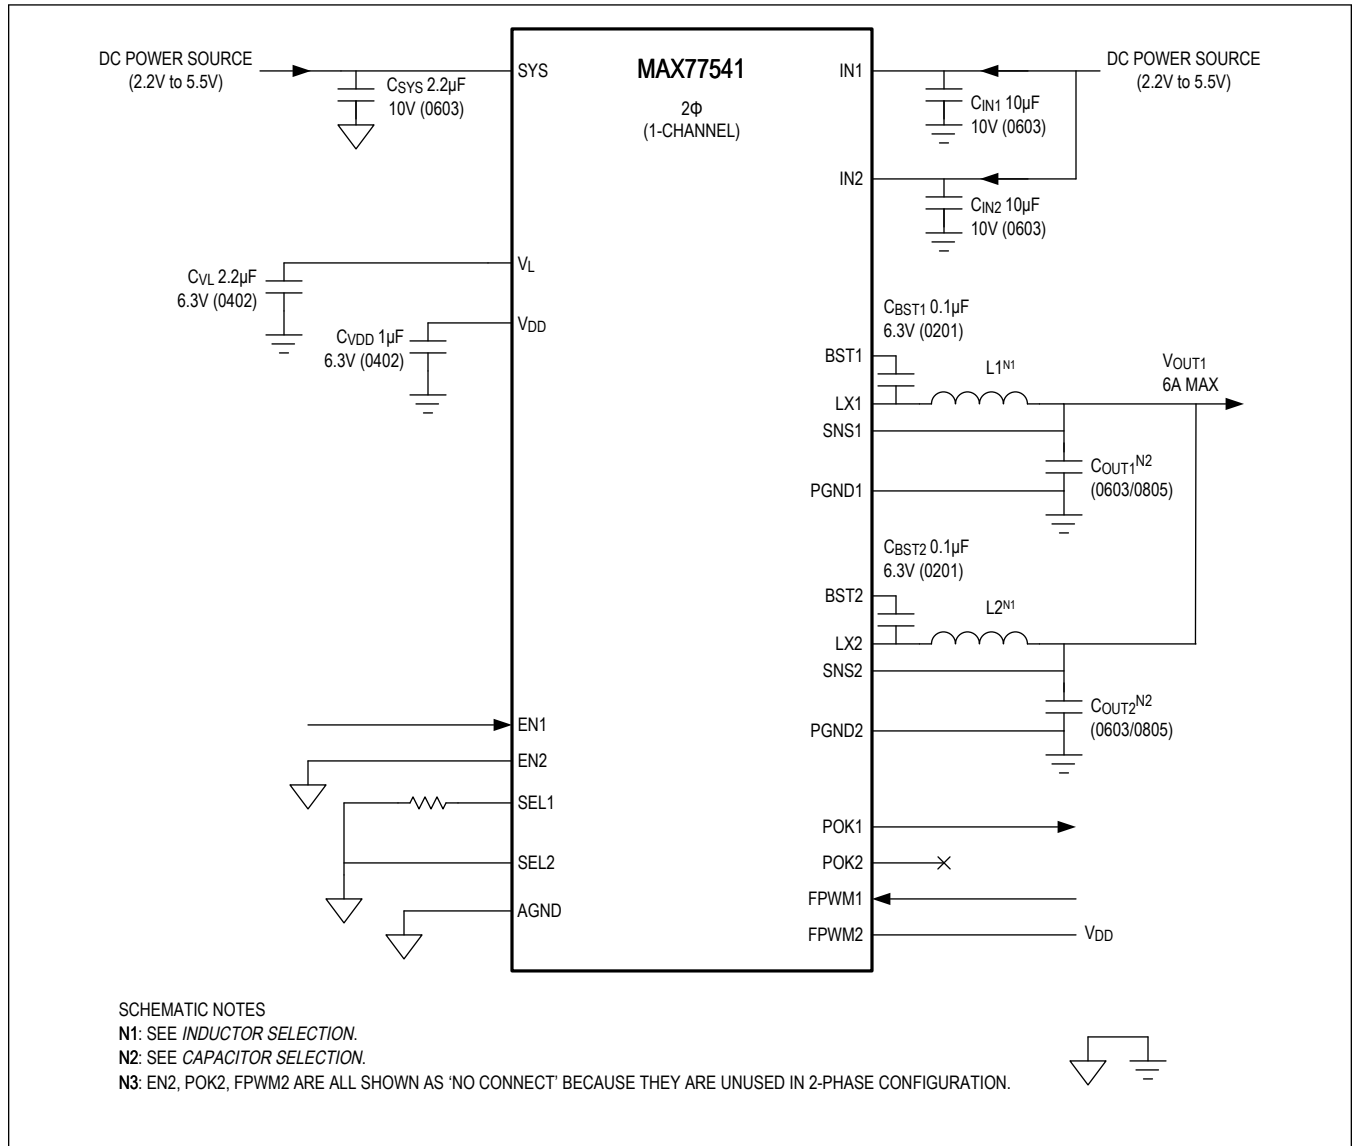 DC POWER SOURCE
(2.2V to 5.5V)
CSYS 2.2µF
10V (0603)
SYS
MAX77541
2Φ
(1-CHANNEL)
IN1
DC POWER SOURCE
(2.2V to 5.5V)
CIN1 10µF
10V (0603)
IN2
CIN2 10µF
10V (0603)
VL
CVL 2.2µF
6.3V (0402)
VDD
CVDD 1µF
6.3V (0402)
CBST1 0.1µF
6.3V (0201)
BST1
L1N1
VOUT1
6A MAX
LX1
SNS1
COUT1N2
(0603/0805)
PGND1
CBST2 0.1µF
6.3V (0201)
BST2
L2N1
LX2
SNS2
COUT2N2
(0603/0805)
PGND2
EN1
EN2
SEL1
SEL2
AGND
POK1
POK2
FPWM1
FPWM2
VDD
SCHEMATIC NOTES
N1: SEE INDUCTOR SELECTION.
N2: SEE CAPACITOR SELECTION.
N3: EN2, POK2, FPWM2 ARE ALL SHOWN AS ‘NO CONNECT’ BECAUSE THEY ARE UNUSED IN 2-PHASE CONFIGURATION.